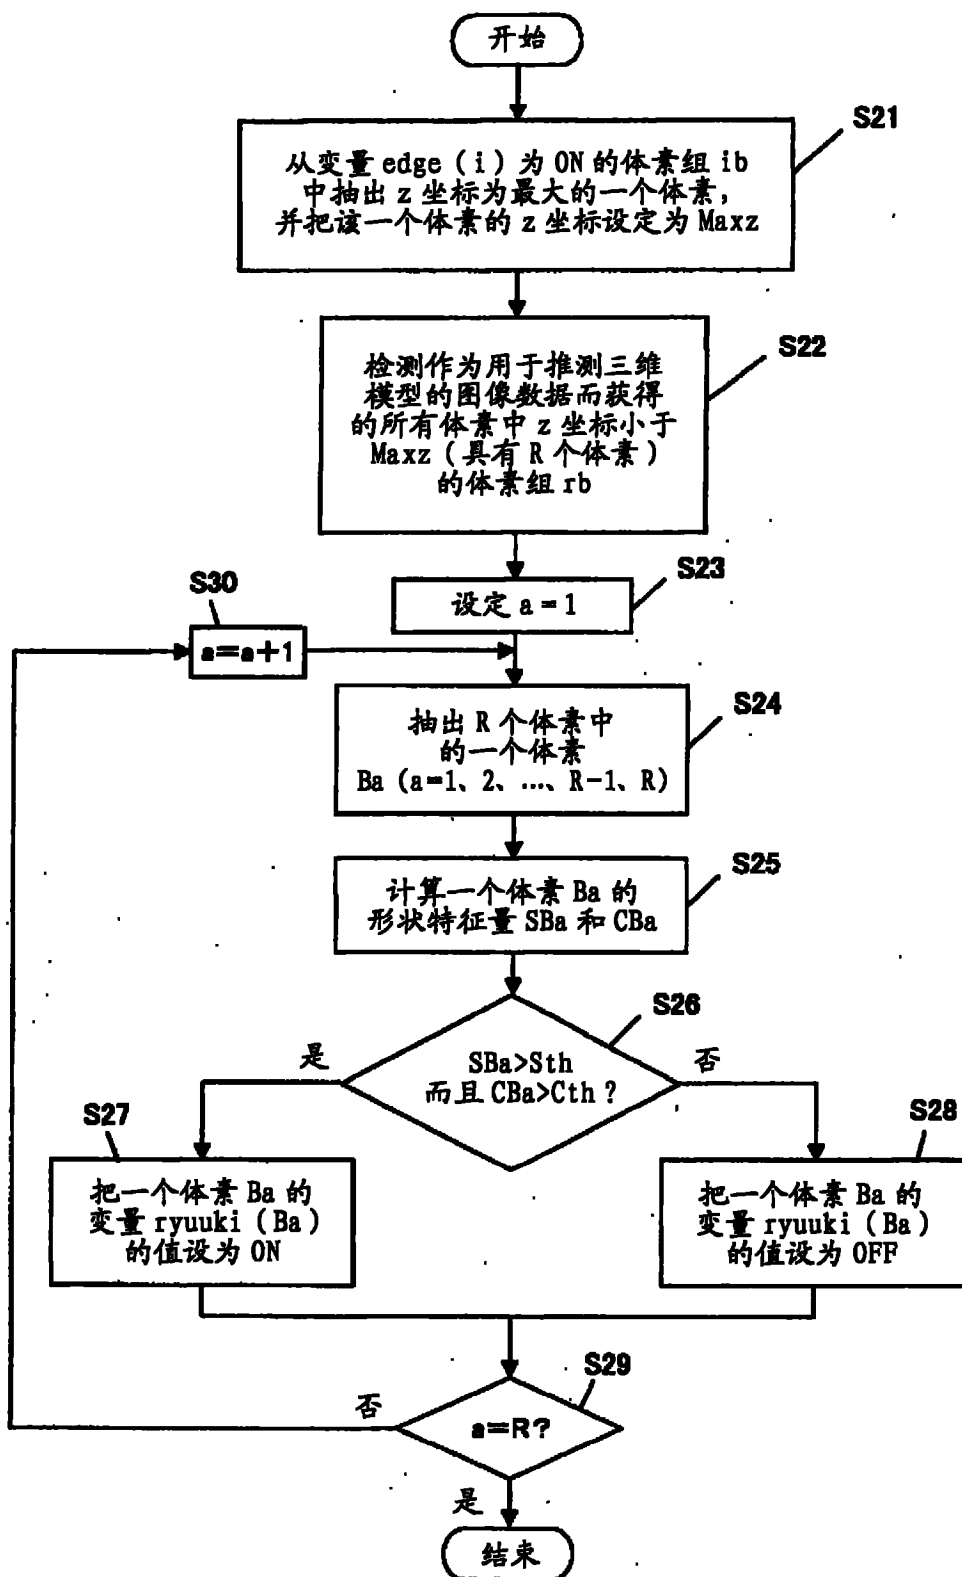 开始
S21
从变量 edge（i）为 ON 的体素组 ib
中抽出 z 坐标为最大的一个体素，
并把该一个体素的 z 坐标设定为 Maxz
S22
检测作为用于推测三维
模型的图像数据而获得
的所有体素中 z 坐标小于
Maxz（具有 R 个体素）
的体素组 rb
S23
设定 a=1
S30
a=a+1
S24
抽出 R 个体素中
的一个体素
Ba（a=1、2、…、R-1、R）
S25
计算一个体素 Ba 的
形状特征量 SBa 和 CBa
S26
SBa>Sth
而且 CBa>Cth？
是
否
S27
把一个体素 Ba 的
变量 ryuuki（Ba）
的值设为 ON
S28
把一个体素 Ba 的
变量 ryuuki（Ba）
的值设为 OFF
S29
a=R?
否
是
结束